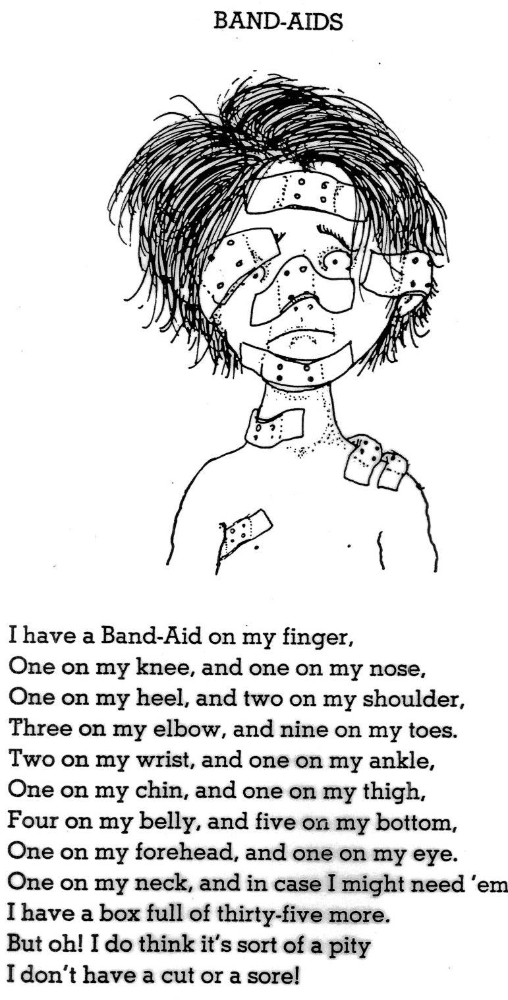 BAND-AIDS
I have a Band-Aid on my finger,
One on my knee, and one on my nose,
One on my heel, and two on my shoulder,
Three on my elbow, and nine on my toes.
Two on my wrist, and one on my ankle,
One on my chin, and one on my thigh,
Four on my belly, and five on my bottom,
One on my forehead, and one on my eye.
One on my neck, and in case I might need 'em
I have a box full of thirty-five more.
But oh! I do think it's sort of a pity
I don't have a cut or a sore!